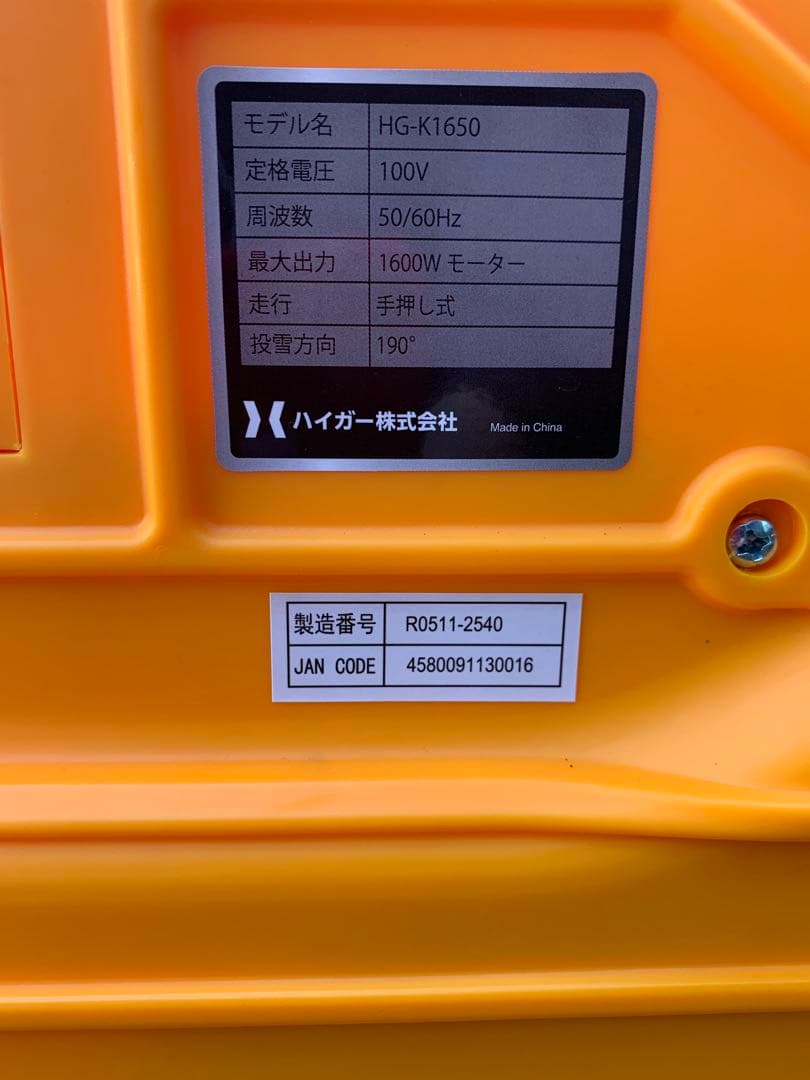 モデル名 HG-K1650
定格電圧 100V
周波数 50/60Hz
最大出力 1600W モーター
走行 手押し式
投雪方向 190°
ハイガー株式会社 Made in China
製造番号 R0511-2540
JAN CODE 4580091130016